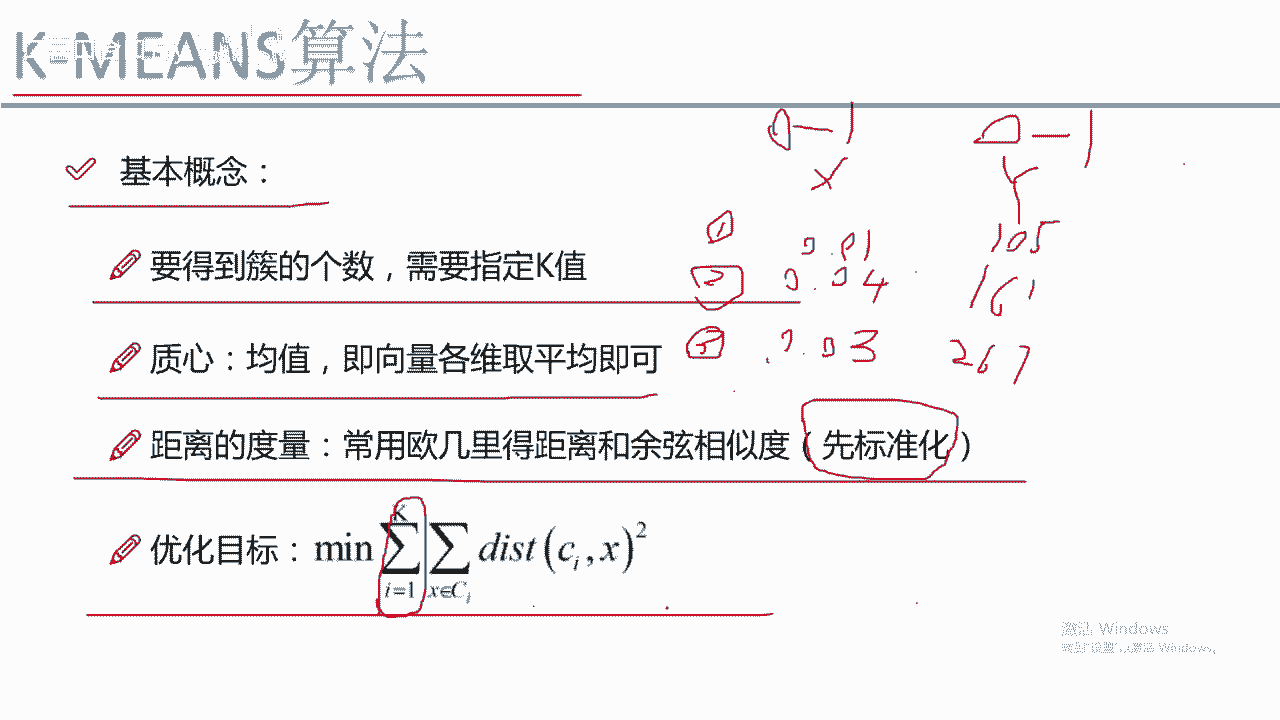 K-MEANS算法
基本概念：
要得到簇的个数，需要指定K值
质心：均值，即向量各维取平均即可
距离的度量：常用欧几里得距离和余弦相似度（先标准化）
优化目标：min ∑_{i=1}^{K} ∑_{x∈C_i} dist(c_i, x)^2
0—1 0—1
X Y
① 0.01 105
② 0.04 161
③ 0.03 267
激活 Windows
转到"设置"以激活 Windows。